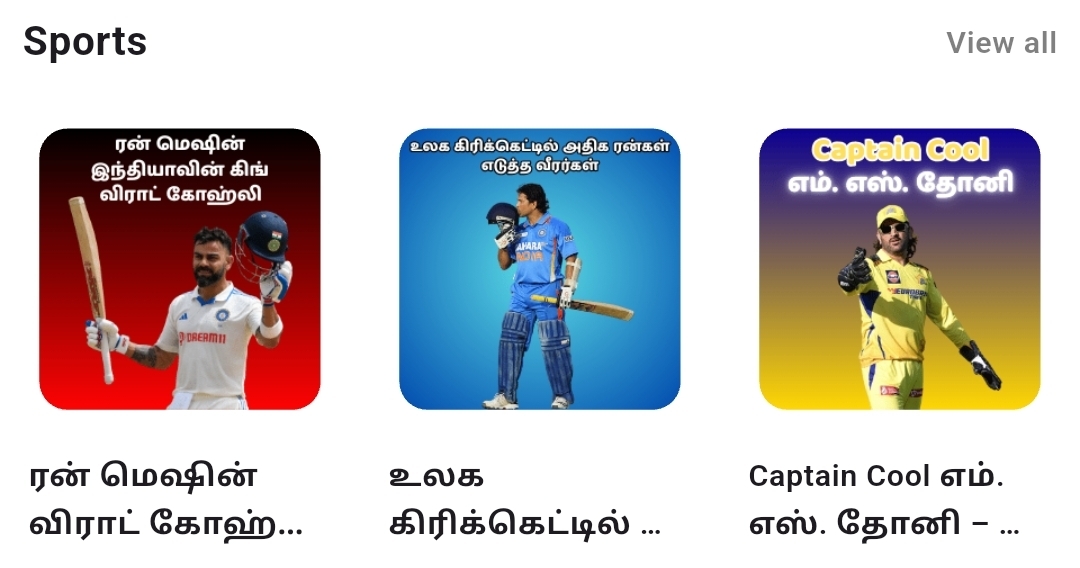 Sports
View all
ரன் மெஷின்
இந்தியாவின் கிங்
விராட் கோஹ்லி
DREAM11
உலக கிரிக்கெட்டில் அதிக ரன்கள்
எடுத்த வீரர்கள்
SAHARA
Captain Cool
எம். எஸ். தோனி
ரன் மெஷின்
விராட் கோஹ்...
உலக
கிரிக்கெட்டில் ...
Captain Cool எம்.
எஸ். தோனி – ...